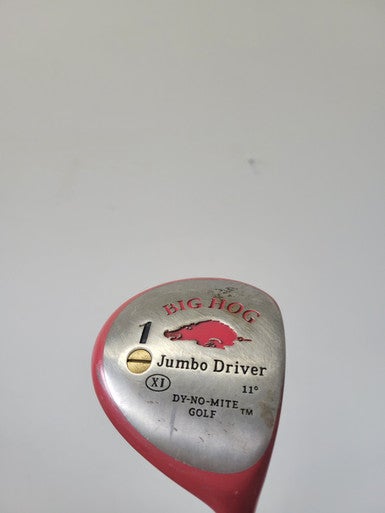 BIG HOG
1
Jumbo Driver
XI
11°
DY-NO-MITE
GOLF ™